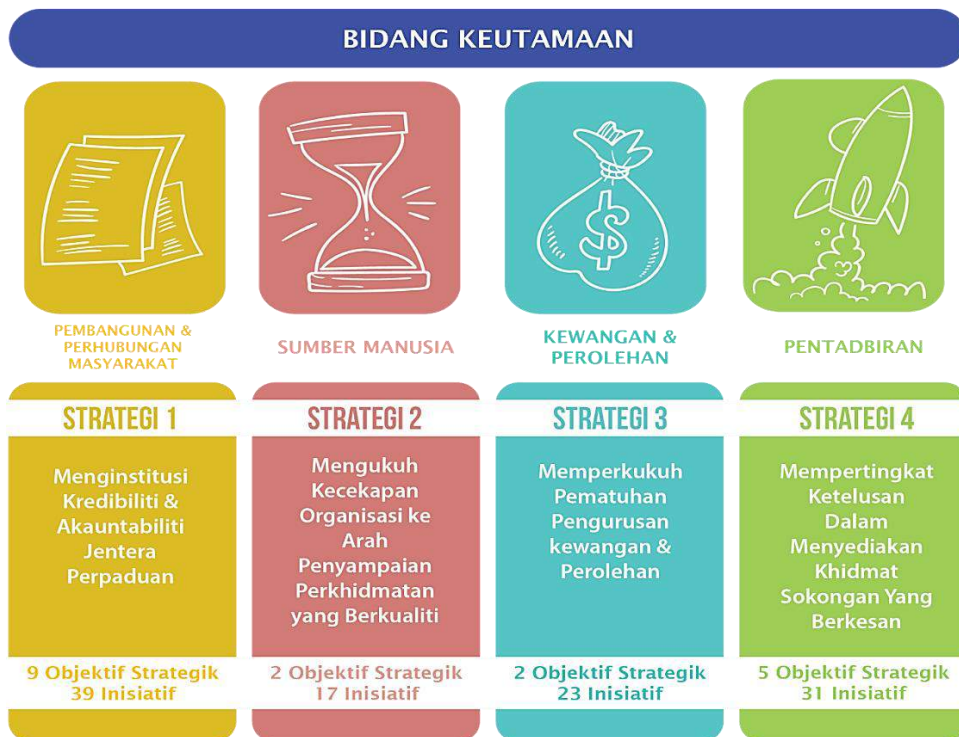 BIDANG KEUTAMAAN
PEMBANGUNAN &
PERHUBUNGAN
MASYARAKAT
SUMBER MANUSIA
KEWANGAN &
PEROLEHAN
PENTADBIRAN
STRATEGI 1
Menginstitusi
Kredibiliti &
Akauntabiliti
Jentera
Perpaduan
9 Objektif Strategik
39 Inisiatif
STRATEGI 2
Mengukuh
Kecekapan
Organisasi ke
Arah
Penyampaian
Perkhidmatan
yang Berkualiti
2 Objektif Strategik
17 Inisiatif
STRATEGI 3
Memperkukuh
Pematuhan
Pengurusan
kewangan &
Perolehan
2 Objektif Strategik
23 Inisiatif
STRATEGI 4
Mempertingkat
Ketelusan
Dalam
Menyediakan
Khidmat
Sokongan Yang
Berkesan
5 Objektif Strategik
31 Inisiatif